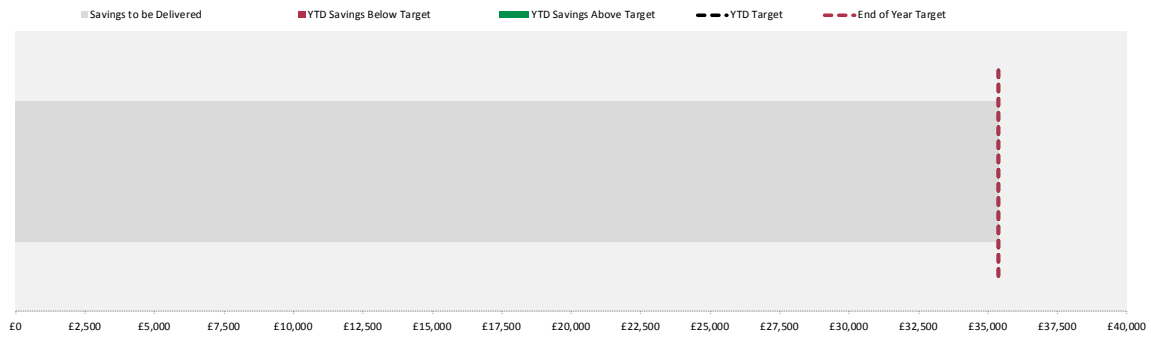 Savings to be Delivered YTD Savings Below Target YTD Savings Above Target YTD Target End of Year Target
£0 £2,500 £5,000 £7,500 £10,000 £12,500 £15,000 £17,500 £20,000 £22,500 £25,000 £27,500 £30,000 £32,500 £35,000 £37,500 £40,000